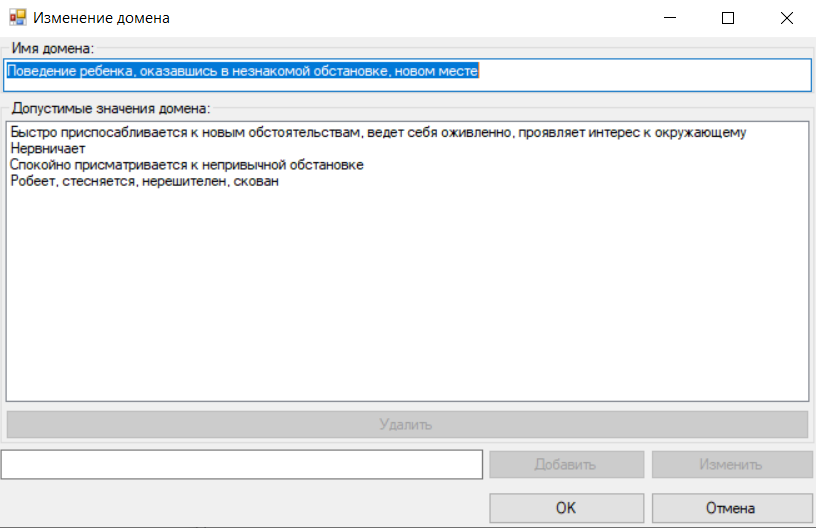 Изменение домена
Имя домена:
Поведение ребенка, оказавшись в незнакомой обстановке, новом месте
Допустимые значения домена:
Быстро приспосабливается к новым обстоятельствам, ведет себя оживленно, проявляет интерес к окружающему
Нервничает
Спокойно присматривается к непривычной обстановке
Робеет, стесняется, нерешителен, скован
Удалить
Добавить
Изменить
OK
Отмена